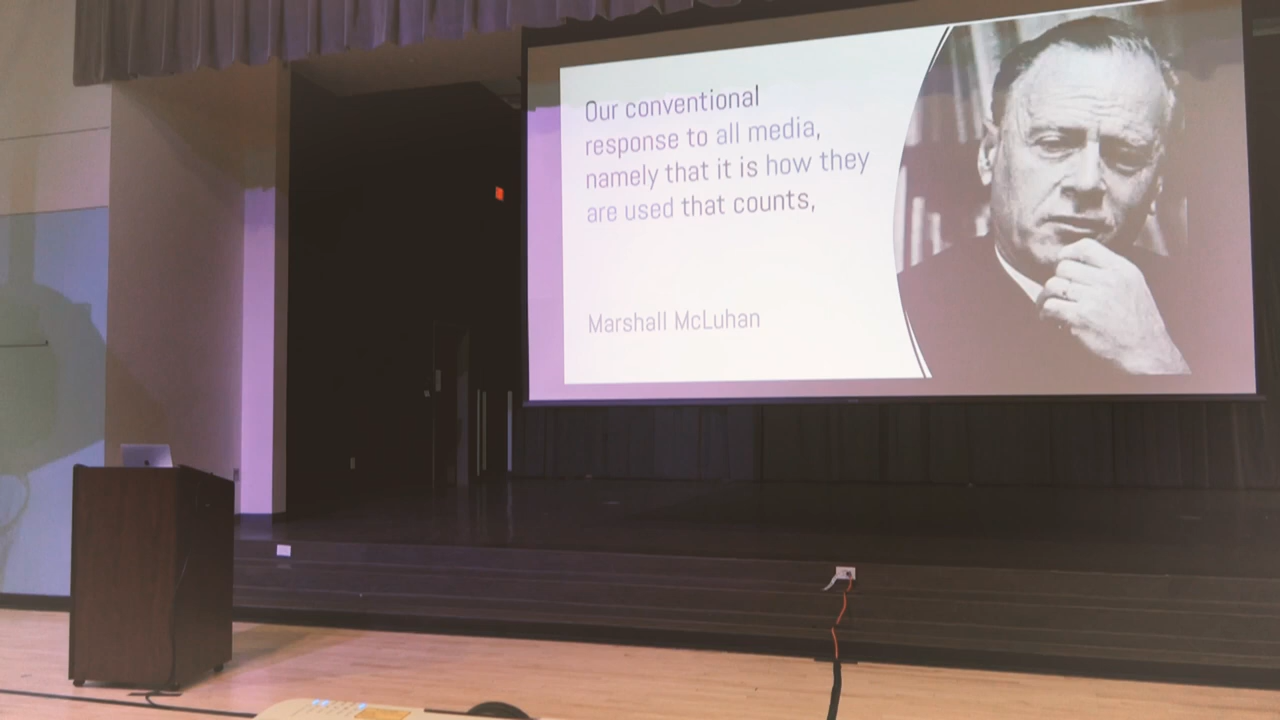 Our conventional
response to all media,
namely that it is how they
are used that counts,
Marshall McLuhan